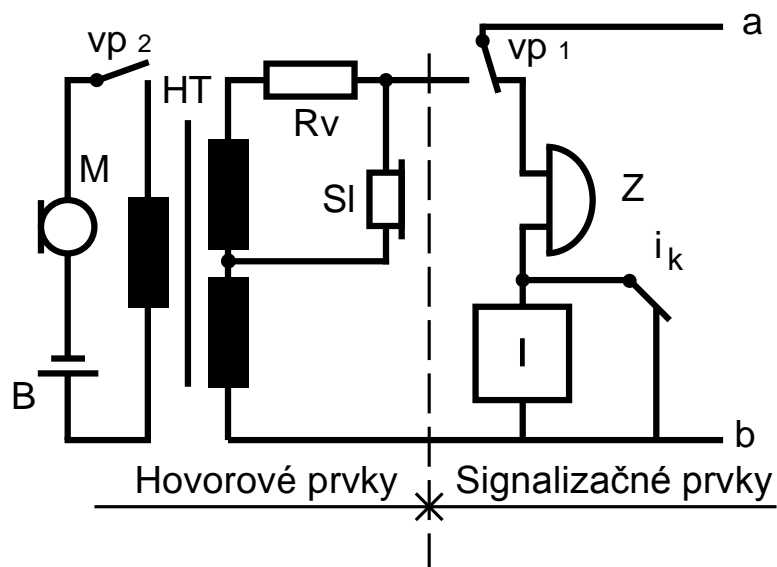 a
vp 2
vp 1
HT
Rv
M
Sl
Z
i k
I
B
b
Hovorové prvky
Signalizačné prvky